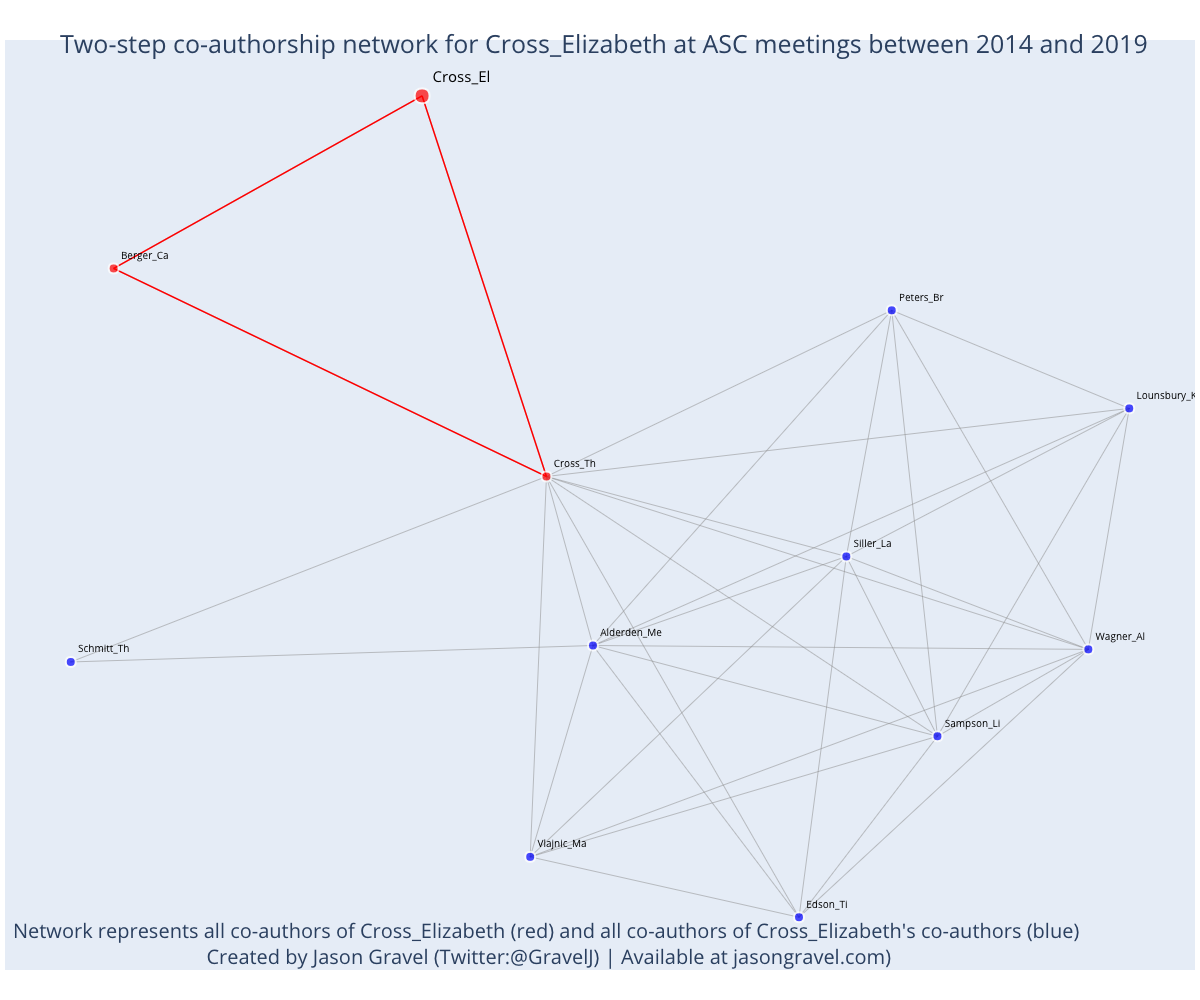 Two-step co-authorship network for Cross_Elizabeth at ASC meetings between 2014 and 2019
Cross_El
Berger_Ca
Peters_Br
Lounsbury_K
Cross_Th
Siller_La
Alderden_Me
Wagner_Al
Schmitt_Th
Sampson_Li
Vlajnic_Ma
Edson_Ti
Network represents all co-authors of Cross_Elizabeth (red) and all co-authors of Cross_Elizabeth's co-authors (blue)
Created by Jason Gravel (Twitter:@GravelJ) | Available at jasongravel.com)